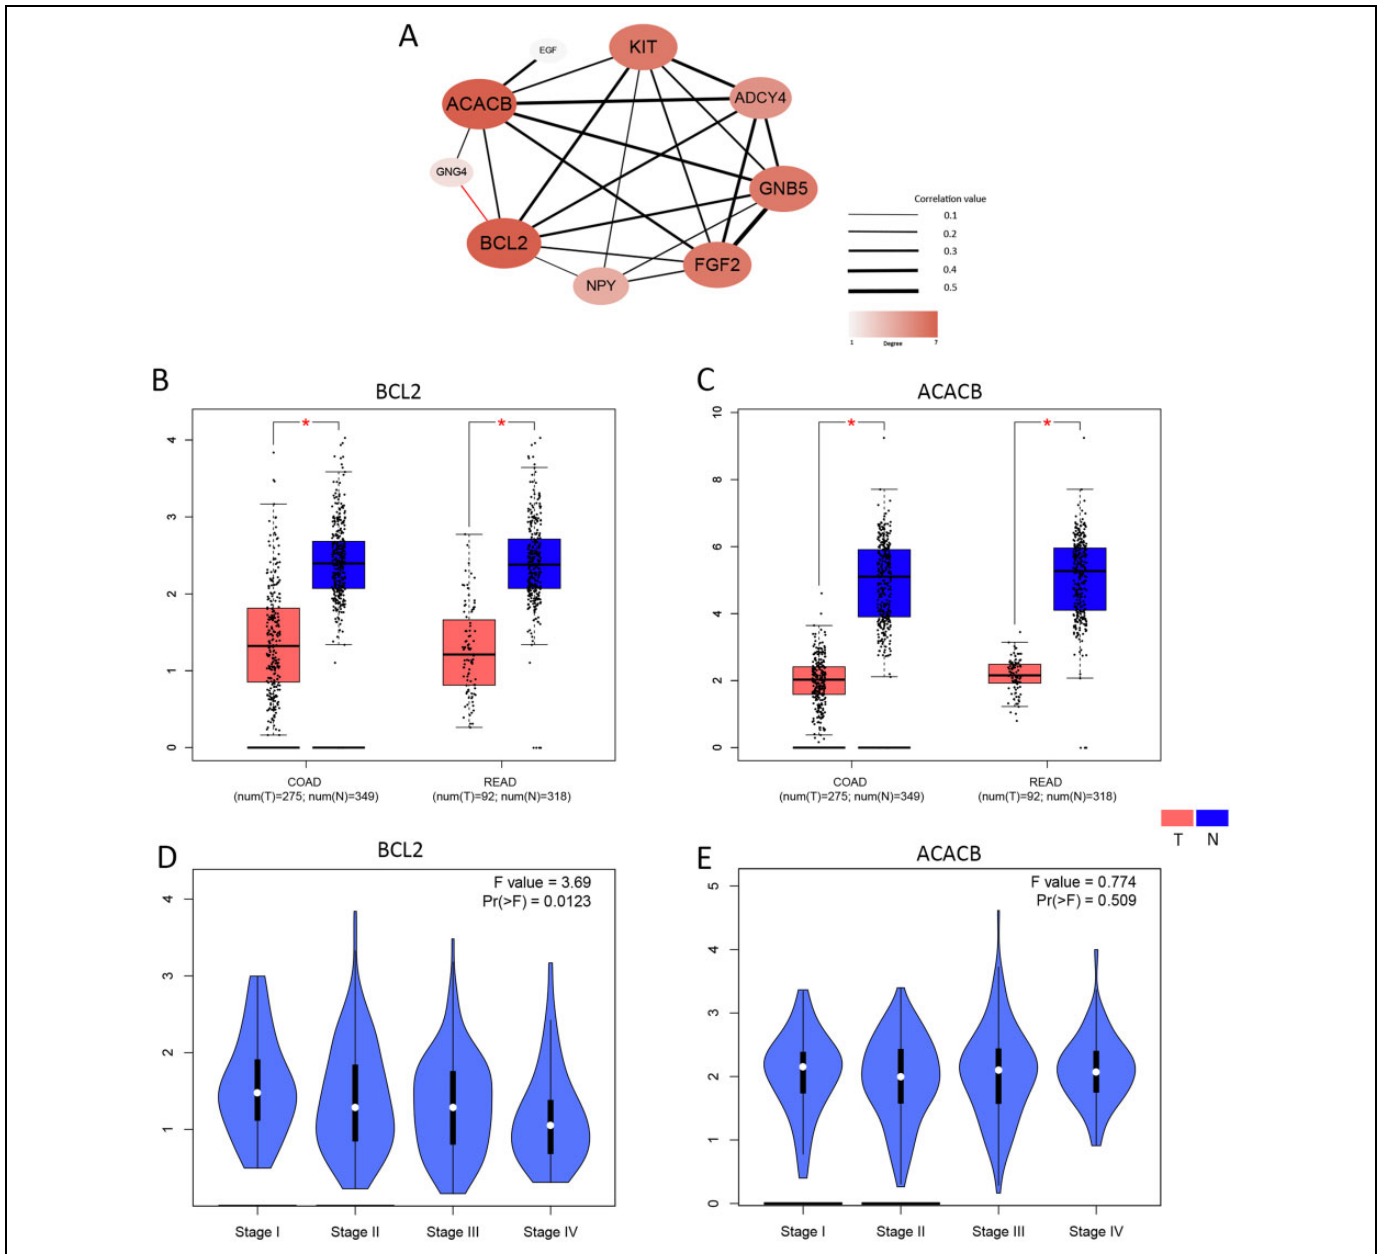 A
EGF
KIT
ACACB
ADCY4
GNG4
GNB5
BCL2
FGF2
NPY
Correlation value
0.1
0.2
0.3
0.4
0.5
1 Degree 7
B
BCL2
* *
4
3
2
1
0
COAD READ
(num(T)=275; num(N)=349) (num(T)=92; num(N)=318)
C
ACACB
* *
10
8
6
4
2
0
COAD READ
(num(T)=275; num(N)=349) (num(T)=92; num(N)=318)
T N
D
BCL2
F value = 3.69
Pr(>F) = 0.0123
4
3
2
1
Stage I Stage II Stage III Stage IV
E
ACACB
F value = 0.774
Pr(>F) = 0.509
5
4
3
2
1
0
Stage I Stage II Stage III Stage IV